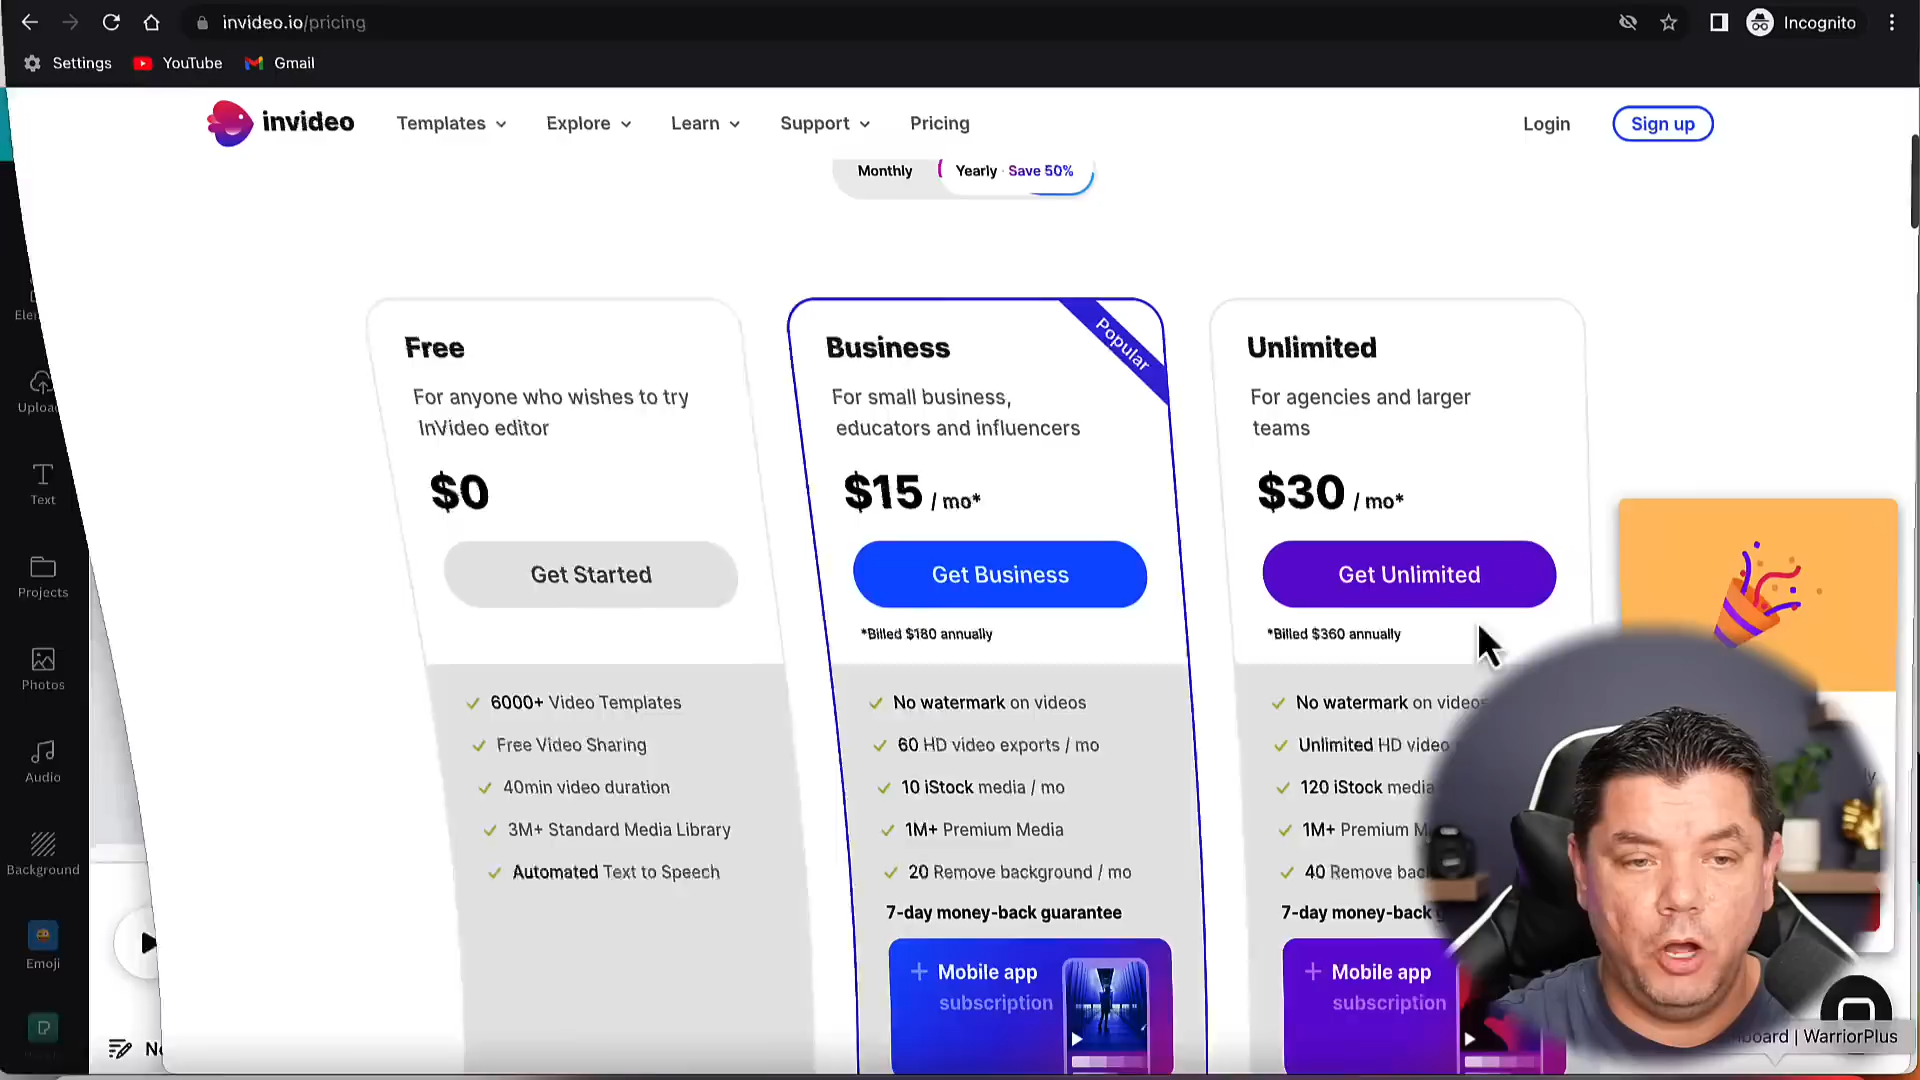 invideo.io/pricing
Incognito
Settings
YouTube
Gmail
invideo
Templates
Explore
Learn
Support
Pricing
Login
Sign up
Monthly
Yearly · Save 50%
Free
For anyone who wishes to try
InVideo editor
$0
Get Started
6000+ Video Templates
Free Video Sharing
40min video duration
3M+ Standard Media Library
Automated Text to Speech
Popular
Business
For small business,
educators and influencers
$15 / mo*
Get Business
*Billed $180 annually
No watermark on videos
60 HD video exports / mo
10 iStock media / mo
1M+ Premium Media
20 Remove background / mo
7-day money-back guarantee
+ Mobile app
subscription
Unlimited
For agencies and larger
teams
$30 / mo*
Get Unlimited
*Billed $360 annually
No watermark on videos
Unlimited HD video
120 iStock media
1M+ Premium M
40 Remove bac
7-day money-back
+ Mobile app
subscription
Elem
Uploa
Text
Projects
Photos
Audio
Background
Emoji
No
board | WarriorPlus